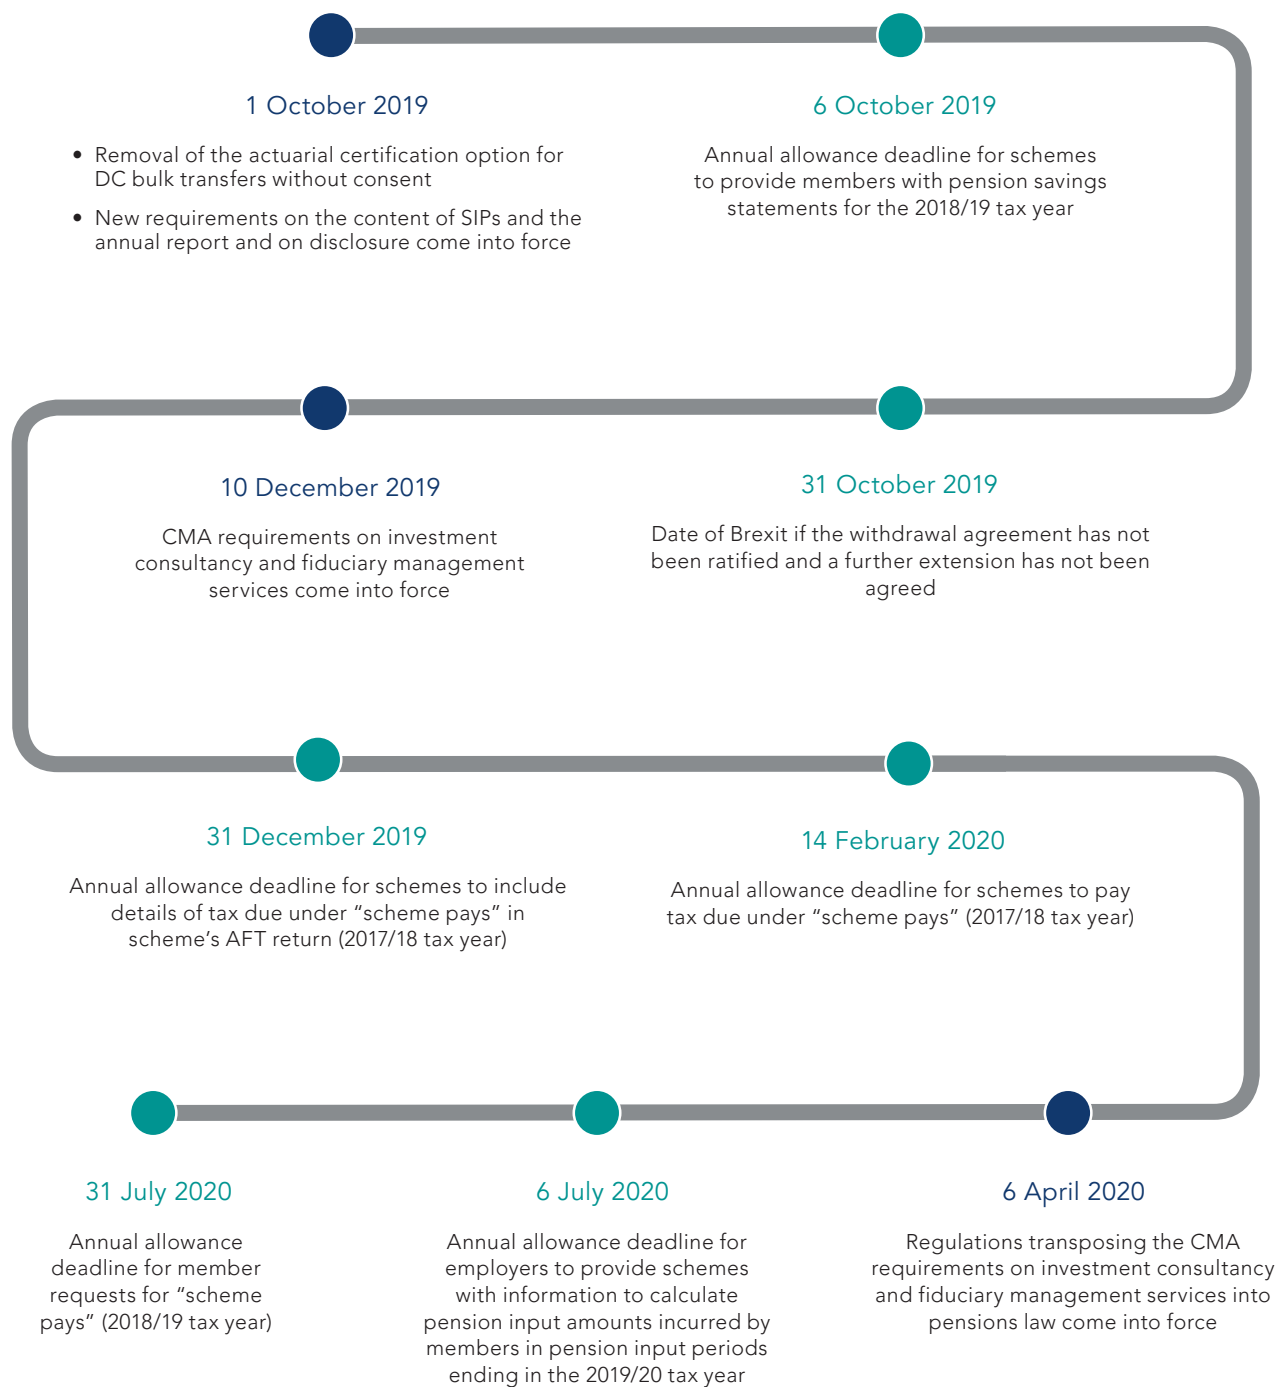 1 October 2019
• Removal of the actuarial certification option for
DC bulk transfers without consent
• New requirements on the content of SIPs and the
annual report and on disclosure come into force
6 October 2019
Annual allowance deadline for schemes
to provide members with pension savings
statements for the 2018/19 tax year
31 October 2019
Date of Brexit if the withdrawal agreement has not
been ratified and a further extension has not been
agreed
10 December 2019
CMA requirements on investment
consultancy and fiduciary management
services come into force
31 December 2019
Annual allowance deadline for schemes to include
details of tax due under “scheme pays” in
scheme’s AFT return (2017/18 tax year)
14 February 2020
Annual allowance deadline for schemes to pay
tax due under “scheme pays” (2017/18 tax year)
6 April 2020
Regulations transposing the CMA
requirements on investment consultancy
and fiduciary management services into
pensions law come into force
6 July 2020
Annual allowance deadline for
employers to provide schemes
with information to calculate
pension input amounts incurred by
members in pension input periods
ending in the 2019/20 tax year
31 July 2020
Annual allowance
deadline for member
requests for “scheme
pays” (2018/19 tax year)